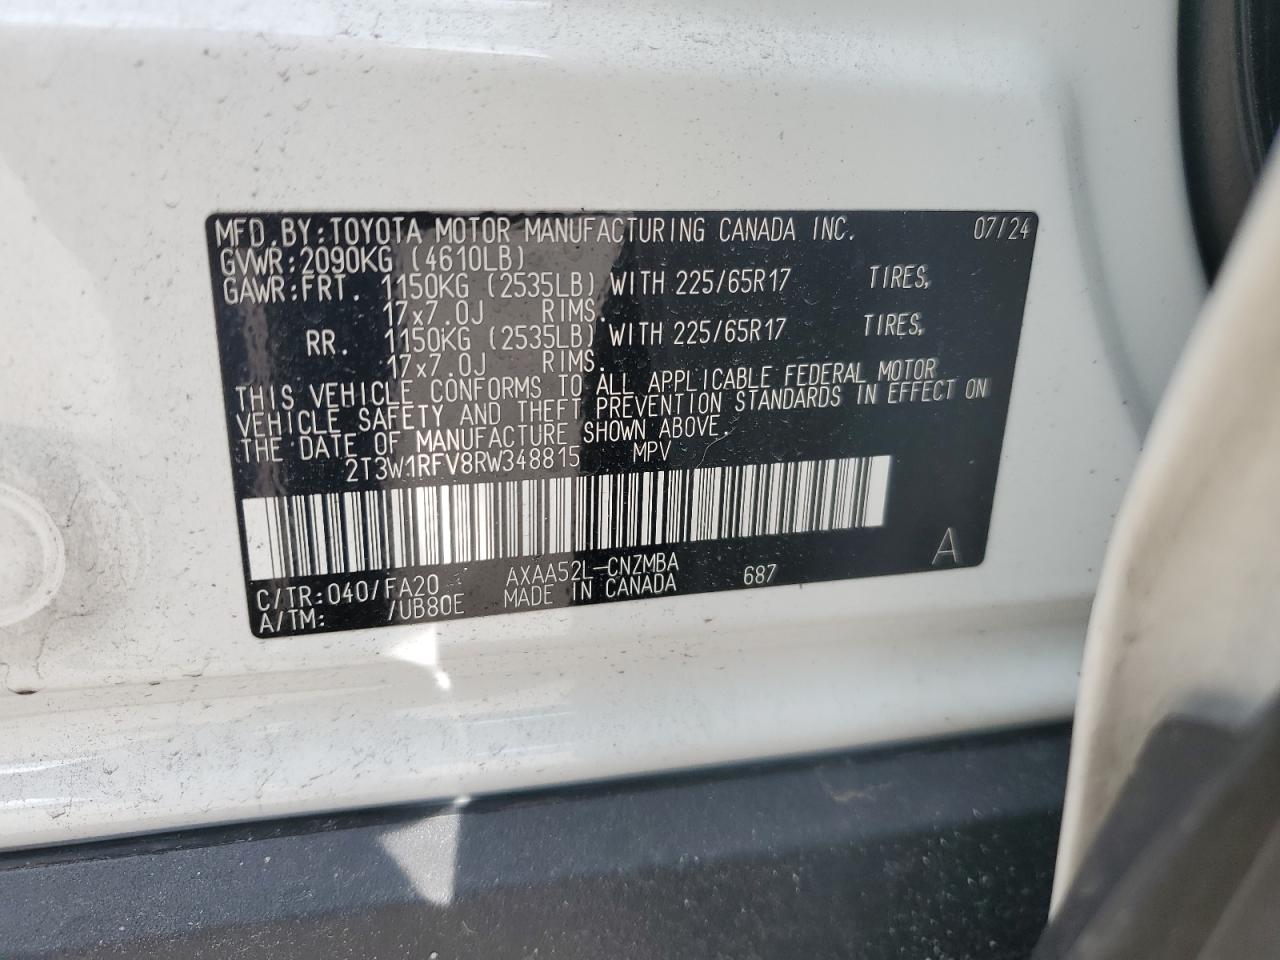 MFD.BY:TOYOTA MOTOR MANUFACTURING CANADA INC. 07/24
GVWR:2090KG (4610LB)
GAWR:FRT. 1150KG (2535LB) WITH 225/65R17 TIRES,
17x7.0J RIMS.
RR. 1150KG (2535LB) WITH 225/65R17 TIRES,
17x7.0J RIMS.
THIS VEHICLE CONFORMS TO ALL APPLICABLE FEDERAL MOTOR
VEHICLE SAFETY AND THEFT PREVENTION STANDARDS IN EFFECT ON
THE DATE OF MANUFACTURE SHOWN ABOVE.
2T3W1RFV8RW348815 MPV
A
C/TR:040/FA20 AXAA52L-CNZMBA 687
A/TM: /UB80E MADE IN CANADA